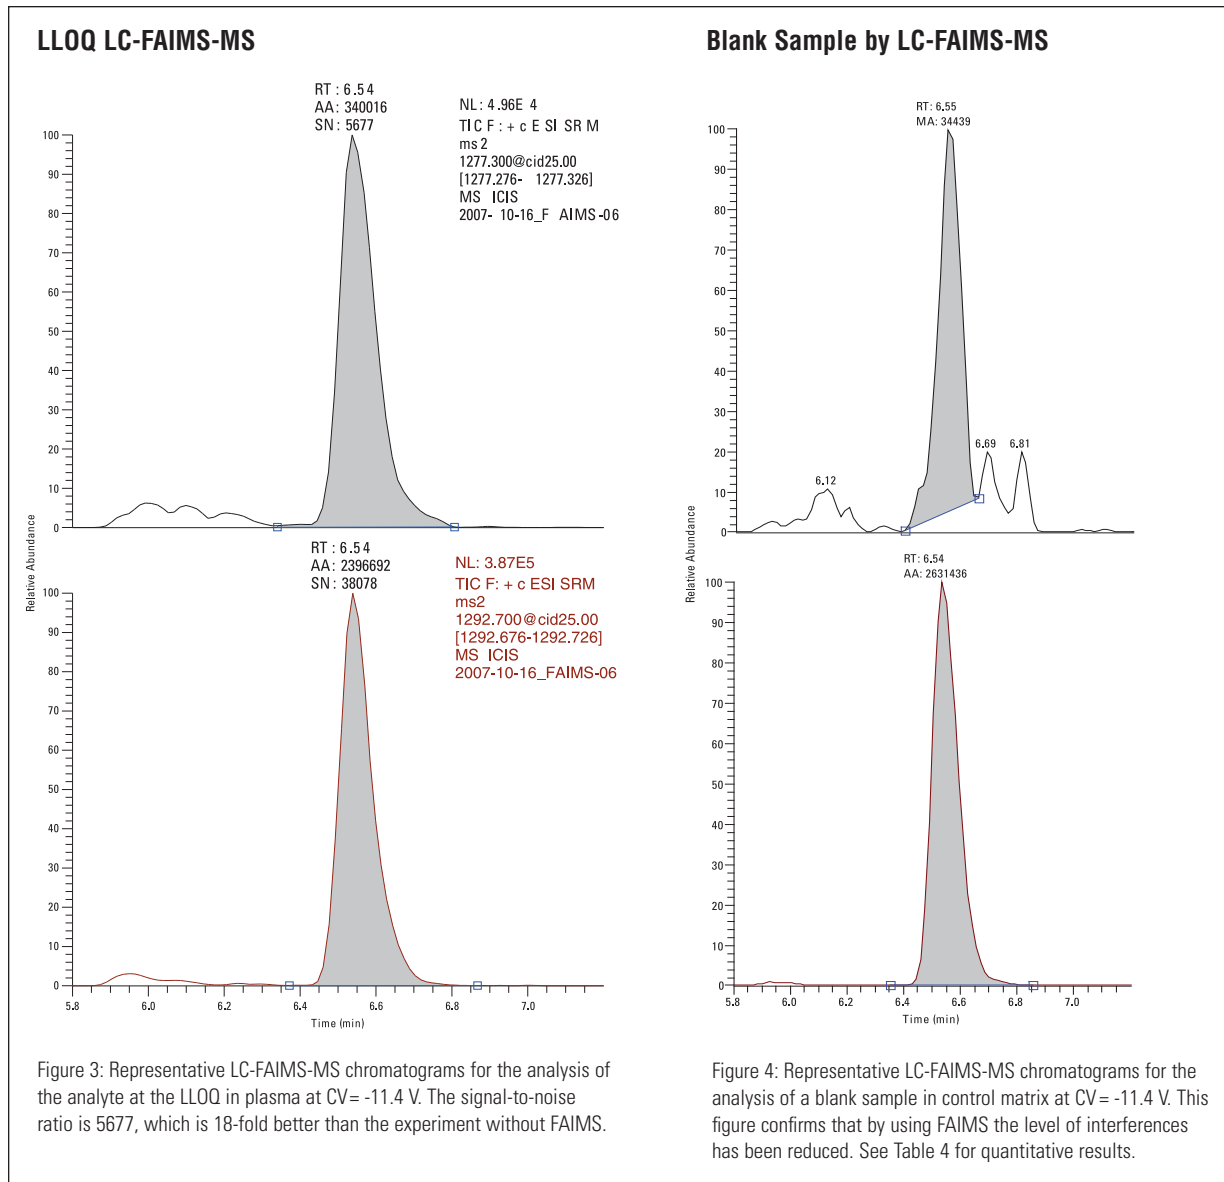 LLOQ LC-FAIMS-MS
RT : 6.54
AA: 340016
SN : 5677
NL: 4.96E 4
TIC F: + c E SI SR M
ms2
1277.300@cid25.00
[1277.276- 1277.326]
MS ICIS
2007- 10-16_F AIMS-06
100
90
80
70
60
50
40
30
20
10
0
Relative Abundance
RT : 6.54
AA: 2396692
SN : 38078
NL: 3.87E5
TIC F: + c ESI SRM
ms2
1292.700@cid25.00
[1292.676-1292.726]
MS ICIS
2007-10-16_FAIMS-06
100
90
80
70
60
50
40
30
20
10
0
5.8 6.0 6.2 6.4 6.6 6.8 7.0
Time (min)
Figure 3: Representative LC-FAIMS-MS chromatograms for the analysis of
the analyte at the LLOQ in plasma at CV= -11.4 V. The signal-to-noise
ratio is 5677, which is 18-fold better than the experiment without FAIMS.
Blank Sample by LC-FAIMS-MS
RT: 6.55
MA: 34439
100
90
80
70
60
50
40
30
20
10
0
6.12
6.69
6.81
Relative Abundance
RT: 6.54
AA: 2631436
100
90
80
70
60
50
40
30
20
10
0
5.8 6.0 6.2 6.4 6.6 6.8 7.0
Time (min)
Figure 4: Representative LC-FAIMS-MS chromatograms for the
analysis of a blank sample in control matrix at CV= -11.4 V. This
figure confirms that by using FAIMS the level of interferences
has been reduced. See Table 4 for quantitative results.